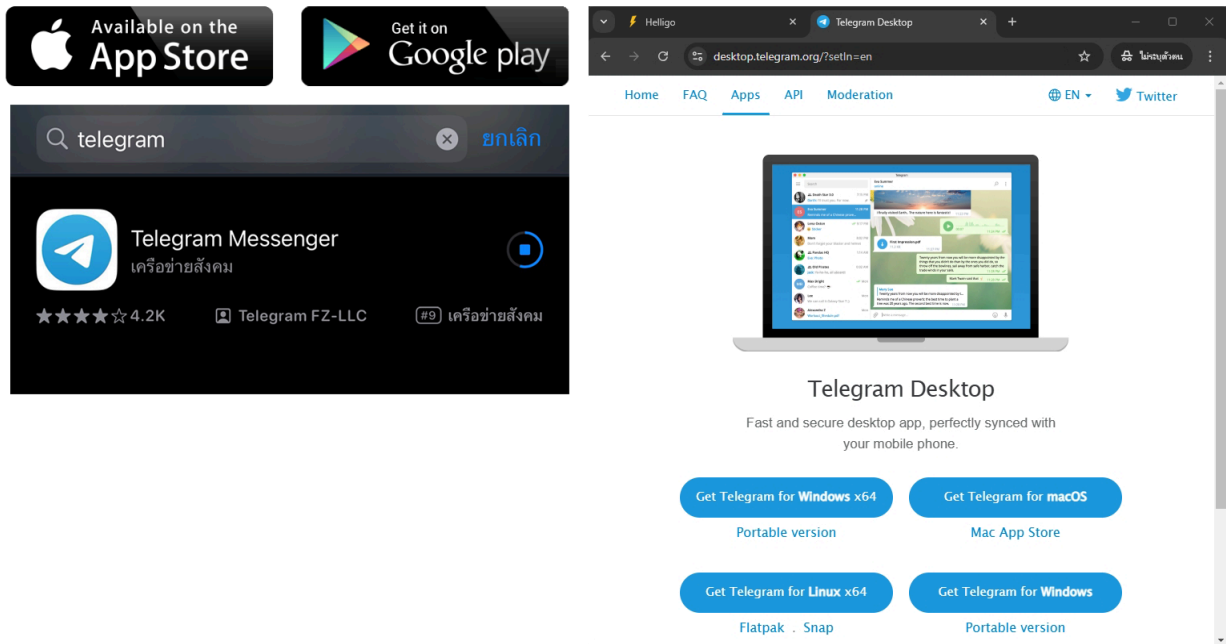 Available on the
App Store
Get it on
Google play
telegram
ยกเลิก
Telegram Messenger
เครือข่ายสังคม
4.2K
Telegram FZ-LLC
#9 เครือข่ายสังคม
Helligo
Telegram Desktop
desktop.telegram.org/?setln=en
ไม่ระบุตัวตน
Home FAQ Apps API Moderation EN Twitter
Telegram Desktop
Fast and secure desktop app, perfectly synced with
your mobile phone.
Get Telegram for Windows x64
Get Telegram for macOS
Portable version
Mac App Store
Get Telegram for Linux x64
Get Telegram for Windows
Flatpak . Snap
Portable version